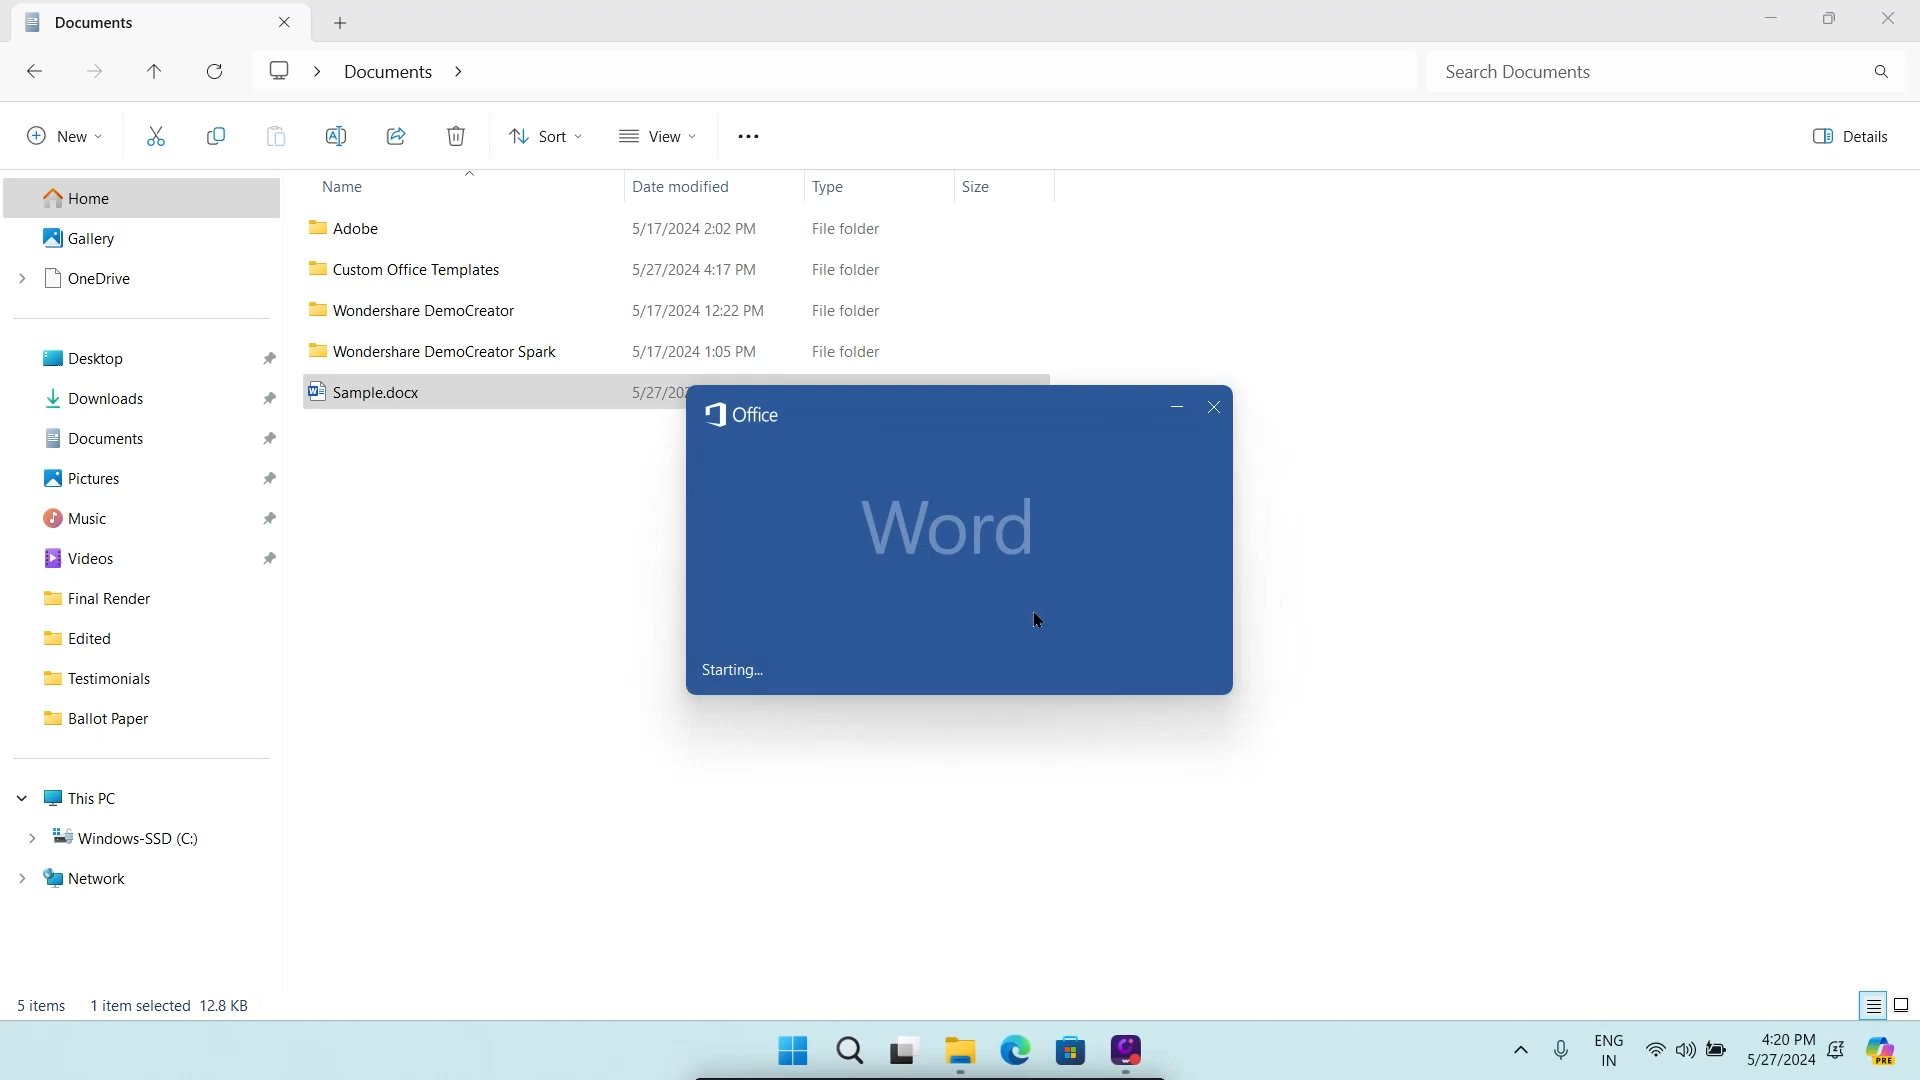 Documents
Documents
Search Documents
New
Sort
View
Details
Name Date modified Type Size
Home
Gallery
OneDrive
Desktop
Downloads
Documents
Pictures
Music
Videos
Final Render
Edited
Testimonials
Ballot Paper
This PC
Windows-SSD (C:)
Network
Adobe 5/17/2024 2:02 PM File folder
Custom Office Templates 5/27/2024 4:17 PM File folder
Wondershare DemoCreator 5/17/2024 12:22 PM File folder
Wondershare DemoCreator Spark 5/17/2024 1:05 PM File folder
Sample.docx
Office
Word
Starting...
5 items 1 item selected 12.8 KB
ENG
IN
4:20 PM
5/27/2024
PRE